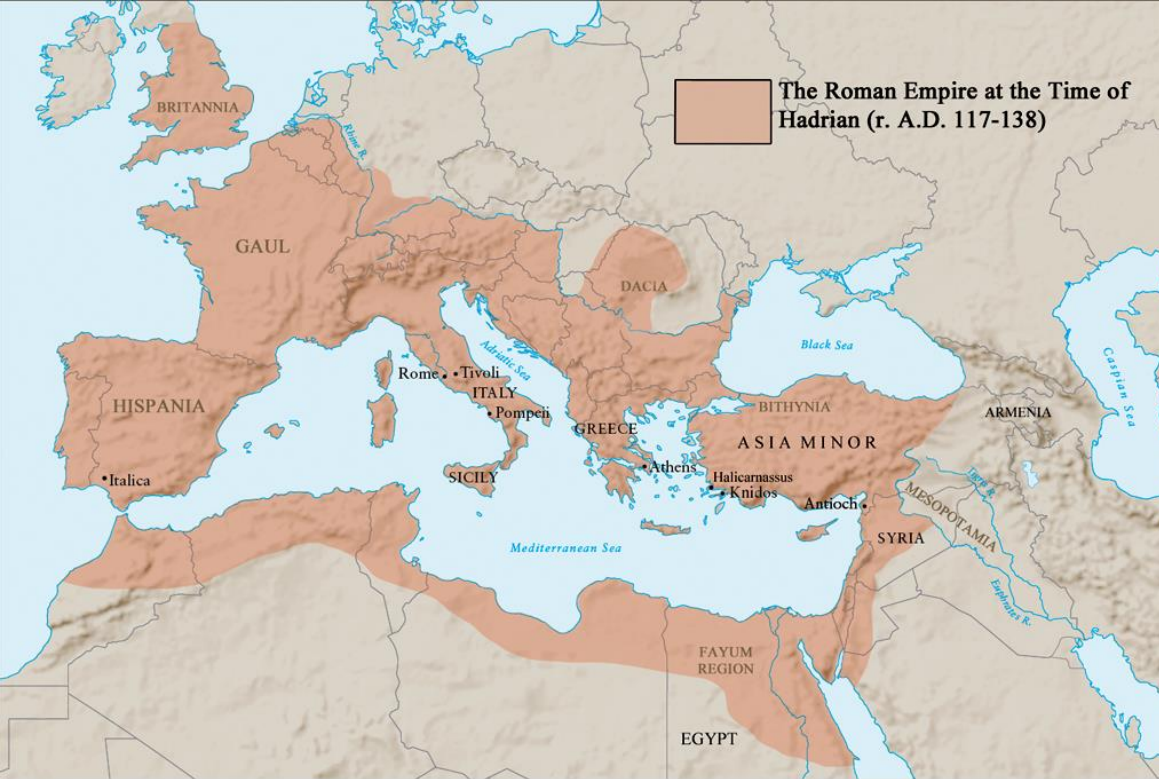 The Roman Empire at the Time of
Hadrian (r. A.D. 117-138)
BRITANNIA
Rhine R.
GAUL
DACIA
Black Sea
Caspian Sea
Adriatic Sea
Rome
Tivoli
ITALY
Pompeii
HISPANIA
BITHYNIA
ARMENIA
GREECE
ASIA MINOR
Athens
Halicarnassus
Knidos
Italica
SICILY
Antioch
Tigris R.
MESOPOTAMIA
SYRIA
Mediterranean Sea
Euphrates R.
FAYUM
REGION
EGYPT